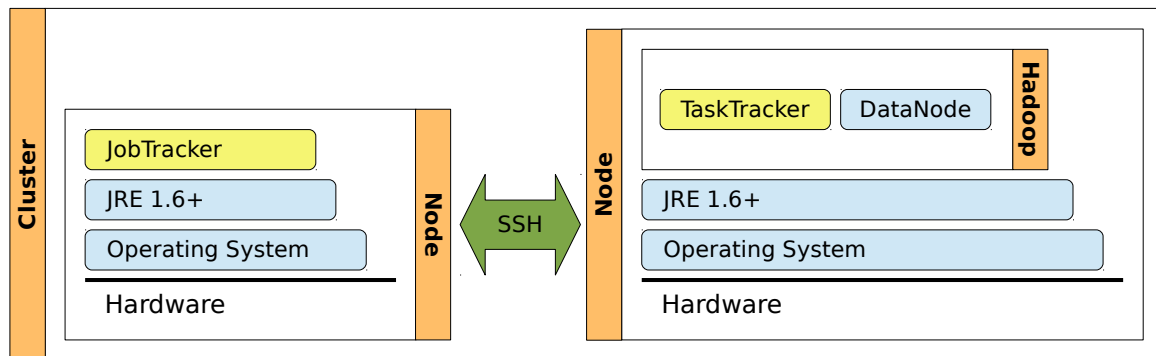 Cluster
JobTracker
JRE 1.6+
Operating System
Hardware
Node
SSH
Node
TaskTracker
DataNode
Hadoop
JRE 1.6+
Operating System
Hardware